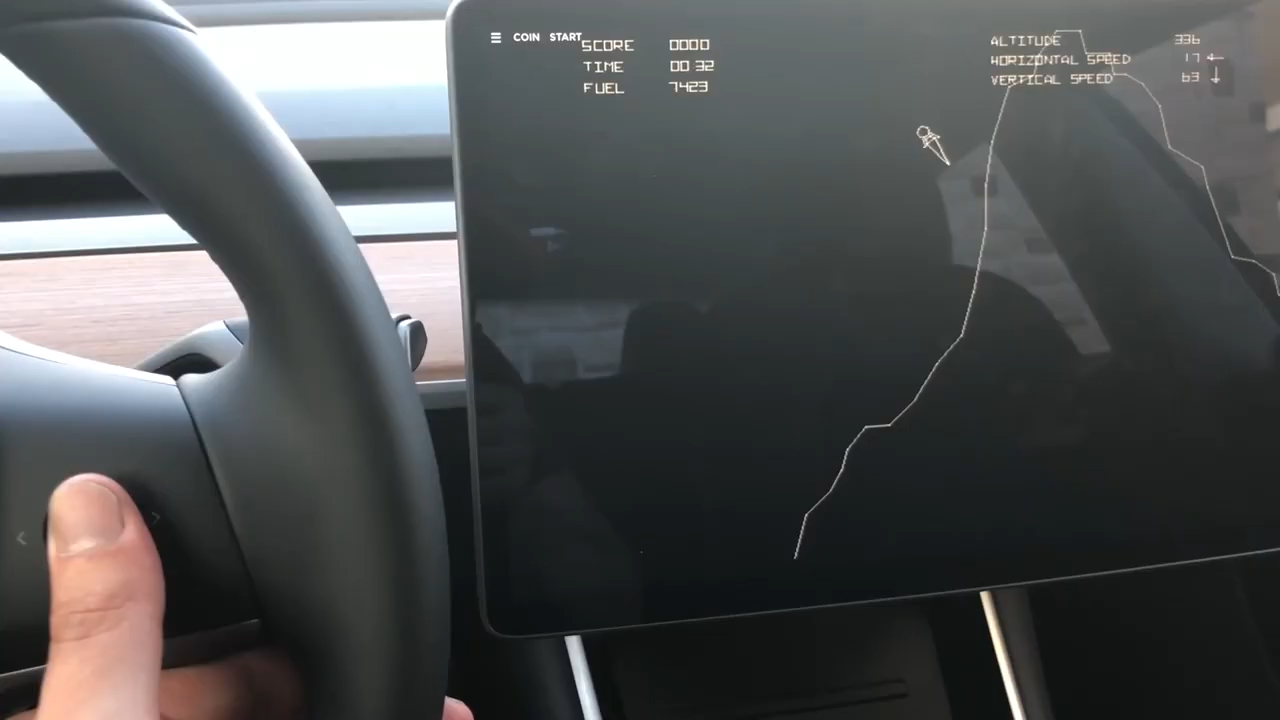 ☰ COIN START
SCORE 0000
TIME 00 32
FUEL 7423
ALTITUDE 336
HORIZONTAL SPEED 17 ←
VERTICAL SPEED 63 ↓